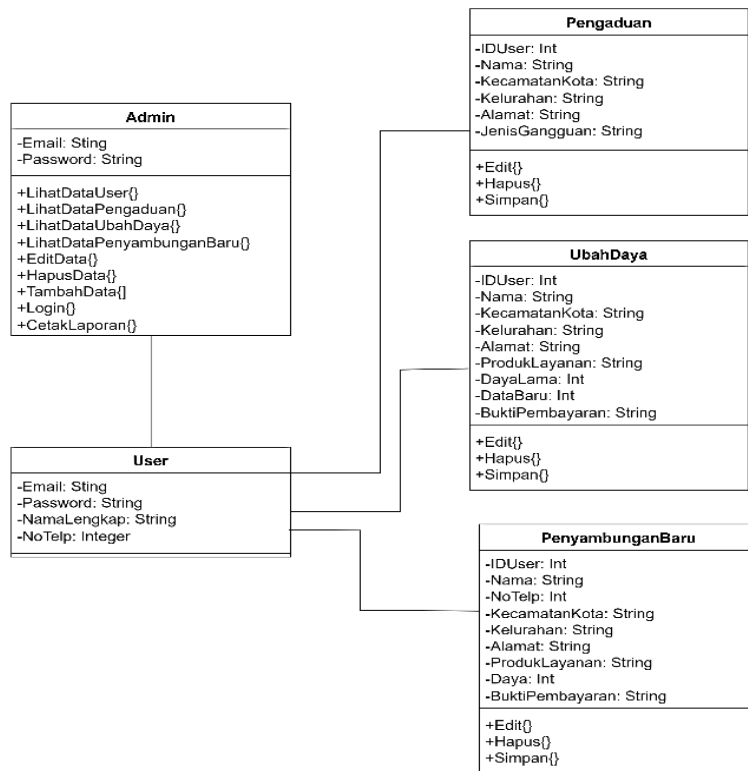 Admin
-Email: Sting
-Password: String
+LihatDataUser{}
+LihatDataPengaduan{}
+LihatDataUbahDaya{}
+LihatDataPenyambunganBaru{}
+EditData{}
+HapusData{}
+TambahData{]
+Login{}
+CetakLaporan{}
User
-Email: Sting
-Password: String
-NamaLengkap: String
-NoTelp: Integer
Pengaduan
-IDUser: Int
-Nama: String
-KecamatanKota: String
-Kelurahan: String
-Alamat: String
-JenisGangguan: String
+Edit{}
+Hapus{}
+Simpan{}
UbahDaya
-IDUser: Int
-Nama: String
-KecamatanKota: String
-Kelurahan: String
-Alamat: String
-ProdukLayanan: String
-DayaLama: Int
-DataBaru: Int
-BuktiPembayaran: String
+Edit{}
+Hapus{}
+Simpan{}
PenyambunganBaru
-IDUser: Int
-Nama: String
-NoTelp: Int
-KecamatanKota: String
-Kelurahan: String
-Alamat: String
-ProdukLayanan: String
-Daya: Int
-BuktiPembayaran: String
+Edit{}
+Hapus{}
+Simpan{}